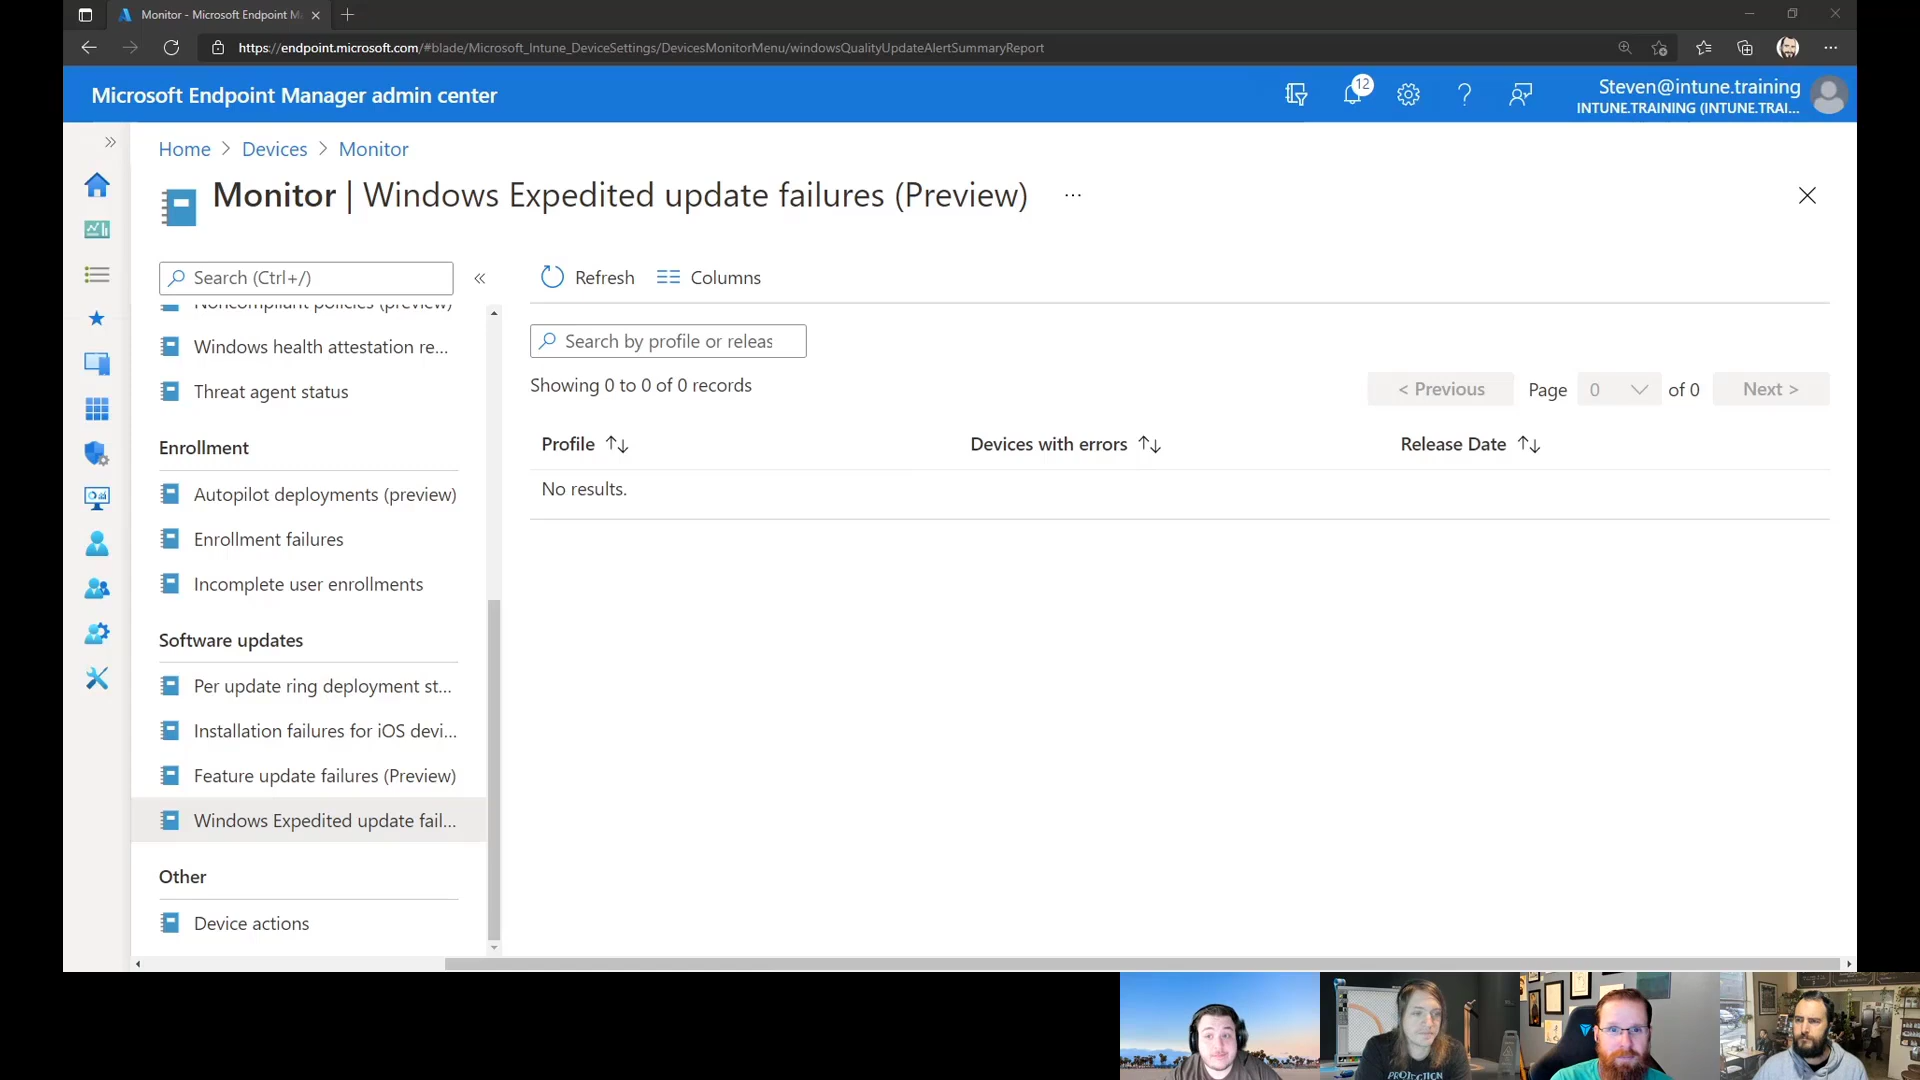 Monitor - Microsoft Endpoint M
https://endpoint.microsoft.com/#blade/Microsoft_Intune_DeviceSettings/DevicesMonitorMenu/windowsQualityUpdateAlertSummaryReport
Microsoft Endpoint Manager admin center
12
Steven@intune.training
INTUNE.TRAINING (INTUNE.TRAI...
Home > Devices > Monitor
Monitor | Windows Expedited update failures (Preview) ...
Search (Ctrl+/)
Noncompliant policies (preview)
Windows health attestation re...
Threat agent status
Enrollment
Autopilot deployments (preview)
Enrollment failures
Incomplete user enrollments
Software updates
Per update ring deployment st...
Installation failures for iOS devi...
Feature update failures (Preview)
Windows Expedited update fail...
Other
Device actions
Refresh
Columns
Search by profile or releas
Showing 0 to 0 of 0 records
< Previous
Page 0 of 0
Next >
Profile
Devices with errors
Release Date
No results.
PROTECTION